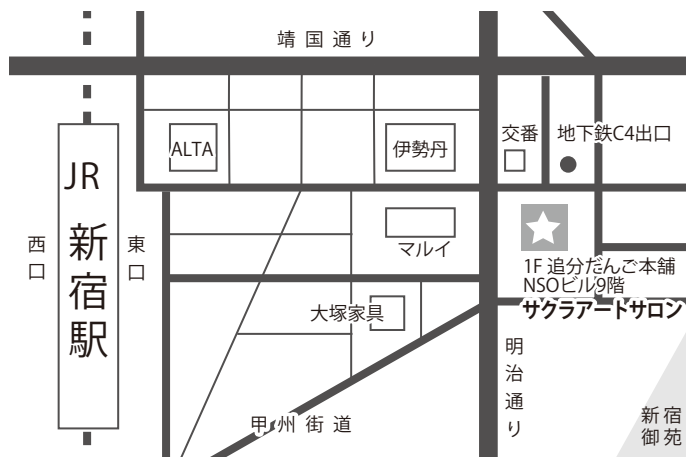 靖国通り
ALTA
伊勢丹
交番
地下鉄C4出口
JR
新宿駅
西口
東口
マルイ
1F 追分だんご本舗
NSOビル9階
サクラアートサロン
大塚家具
明治通り
甲州街道
新宿
御苑